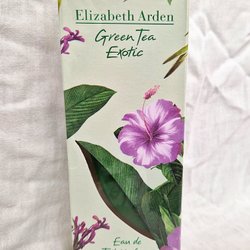 Elizabeth Arden
Green Tea
Exotic
Eau de